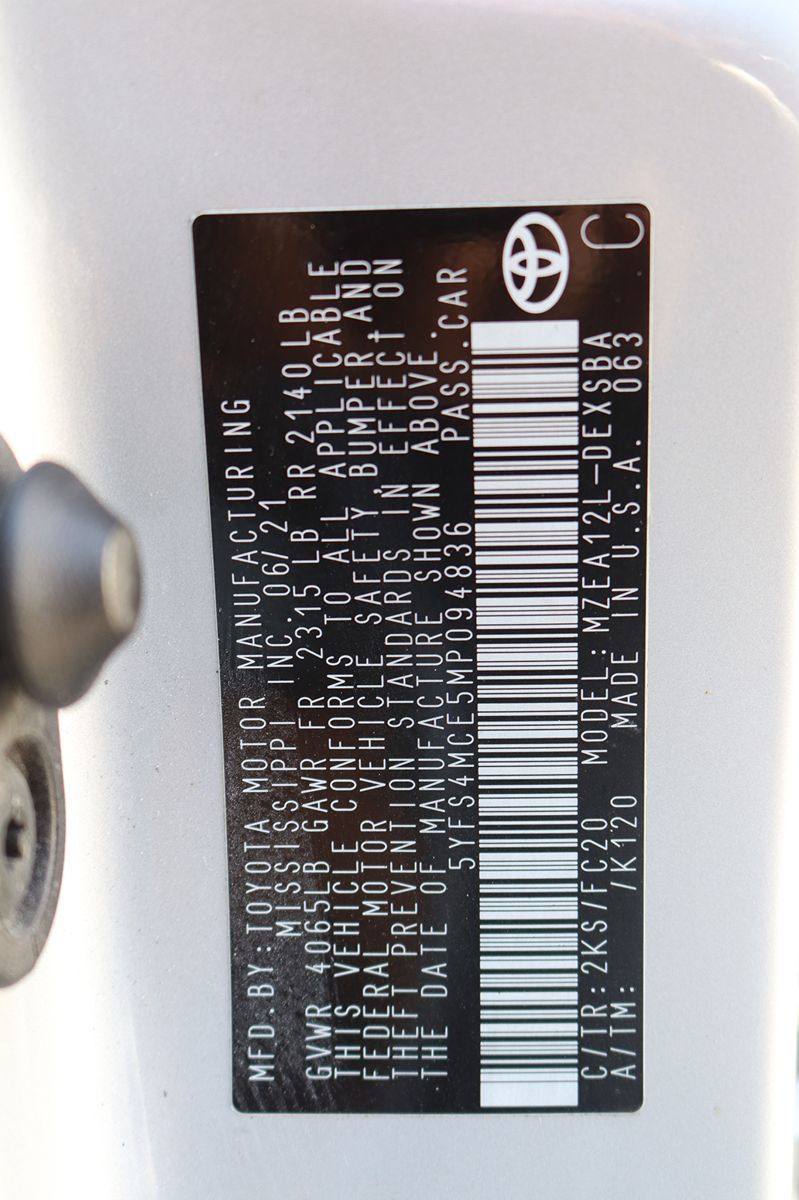 MFD.BY:TOYOTA MOTOR MANUFACTURING
MISSISSIPPI INC. 06/21
GVWR 4065LB GAWR FR 2315 LB RR 2140LB
THIS VEHICLE CONFORMS TO ALL APPLICABLE
FEDERAL MOTOR VEHICLE SAFETY,BUMPER,AND
THEFT PREVENTION STANDARDS IN EFFECT ON
THE DATE OF MANUFACTURE SHOWN ABOVE.
5YFS4MCE5MP094836 PASS.CAR
C/TR:2KS/FC20 MODEL:MZEA12L-DEXSBA
A/TM: /K120 MADE IN U.S.A. 063
C